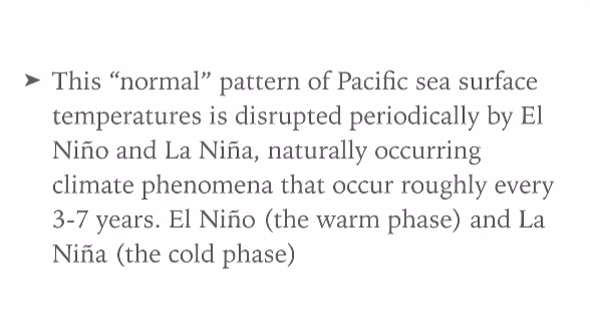 ➤ This “normal” pattern of Pacific sea surface
temperatures is disrupted periodically by El
Niño and La Niña, naturally occurring
climate phenomena that occur roughly every
3-7 years. El Niño (the warm phase) and La
Niña (the cold phase)